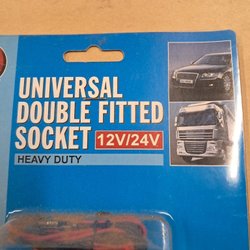 UNIVERSAL
DOUBLE FITTED
SOCKET 12V/24V
HEAVY DUTY